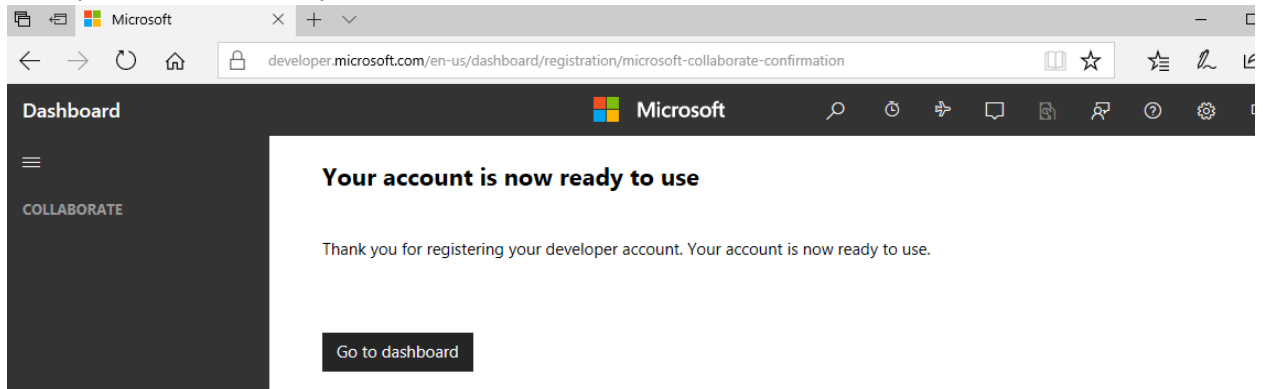 Microsoft
developer.microsoft.com/en-us/dashboard/registration/microsoft-collaborate-confirmation
Dashboard
Microsoft
Your account is now ready to use
COLLABORATE
Thank you for registering your developer account. Your account is now ready to use.
Go to dashboard